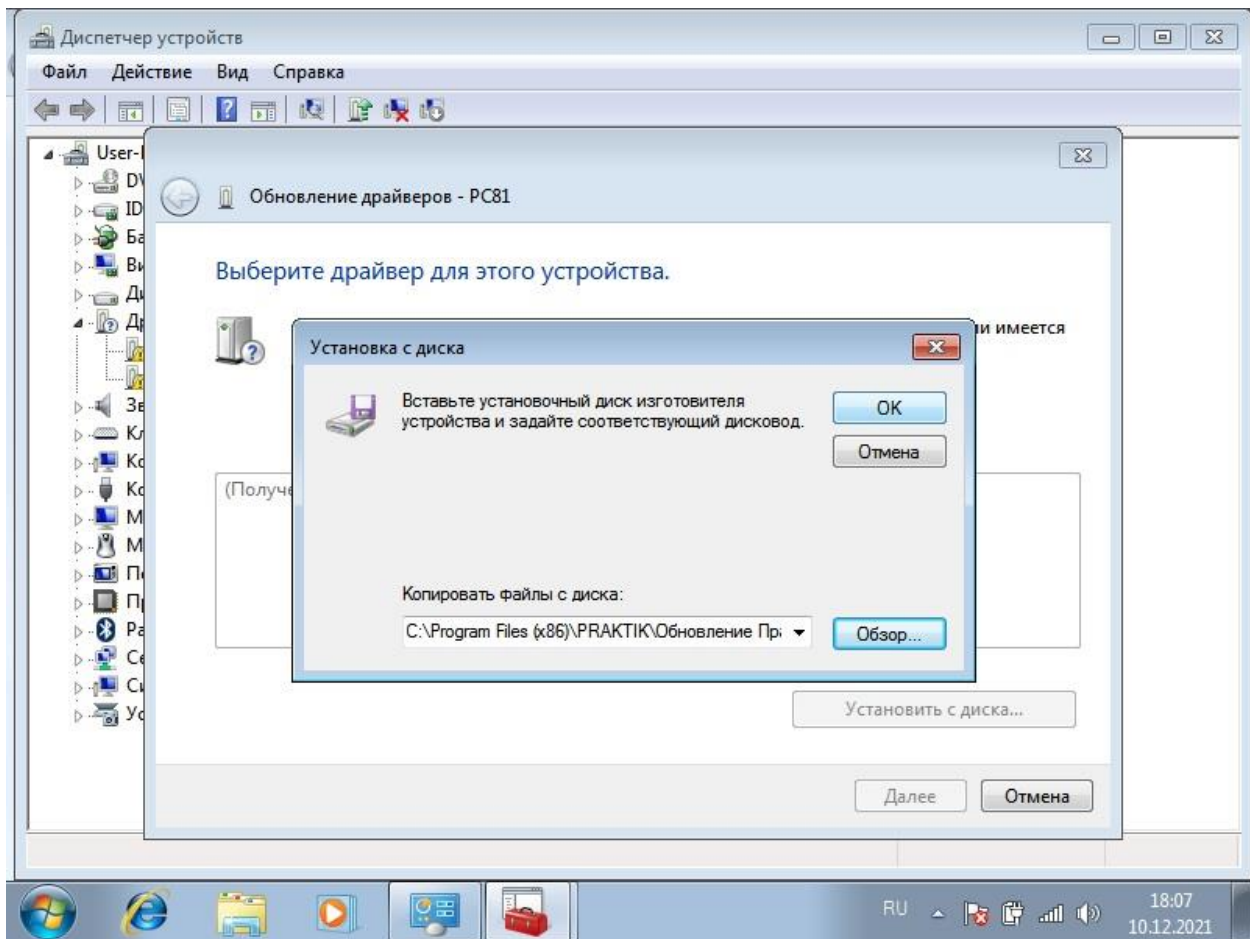 Диспетчер устройств
Файл Действие Вид Справка
Обновление драйверов - PC81
Выберите драйвер для этого устройства.
имеется
Установка с диска
Вставьте установочный диск изготовителя
устройства и задайте соответствующий дисковод.
OK
Отмена
Копировать файлы с диска:
C:\Program Files (x86)\PRAKTIK\Обновление
Обзор...
Установить с диска...
Далее
Отмена
RU
18:07
10.12.2021